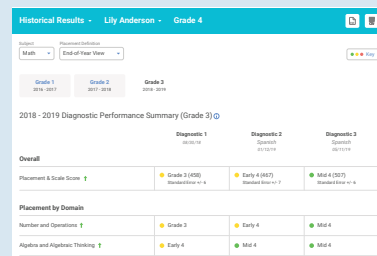 Historical Results - Lily Anderson - Grade 4
Subject Placement Definition
Math End-of-Year View
Key
Grade 1 Grade 2 Grade 3
2016 - 2017 2017 - 2018 2018 - 2019
2018 - 2019 Diagnostic Performance Summary (Grade 3)
Diagnostic 1 Diagnostic 2 Diagnostic 3
Spanish Spanish
Overall
Placement & Scale Score Grade 3 (458) Early 4 (467) Mid 4 (507)
Standard Error +/- 6 Standard Error +/- 7 Standard Error +/- 6
Placement by Domain
Number and Operations Grade 3 Early 4 Mid 4
Algebra and Algebraic Thinking Early 4 Mid 4 Mid 4